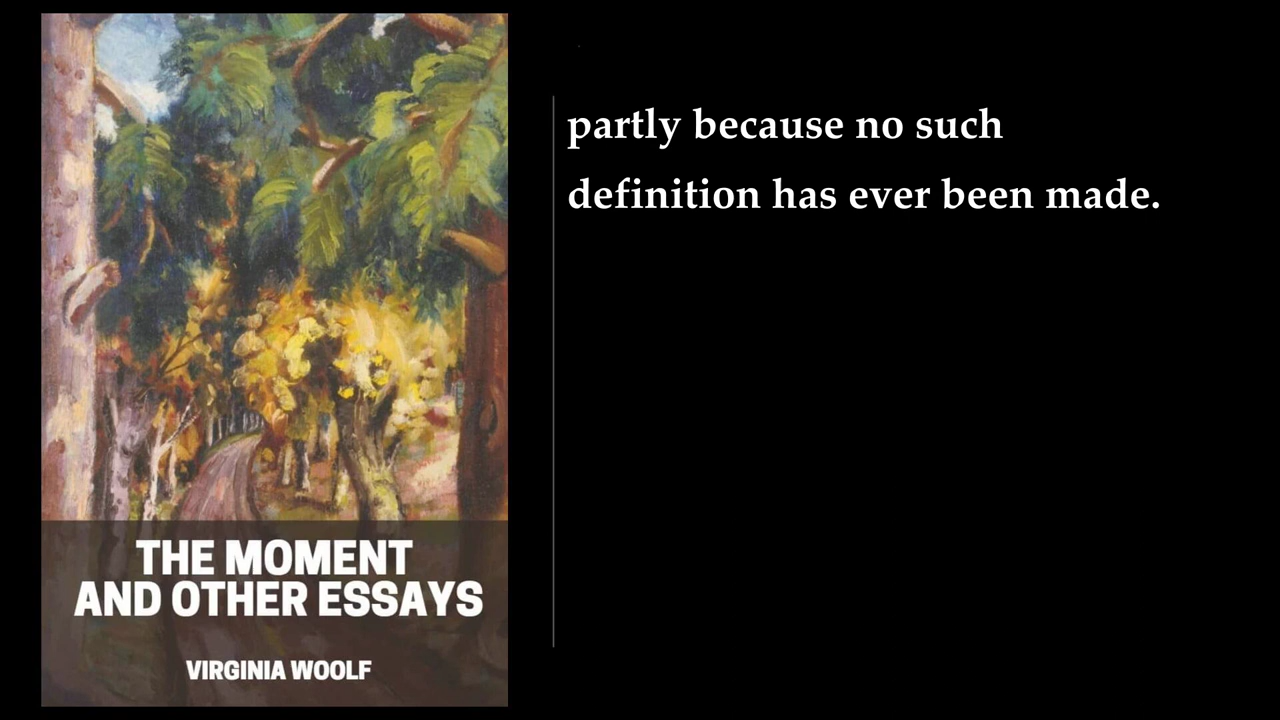 partly because no such
definition has ever been made.
THE MOMENT
AND OTHER ESSAYS
VIRGINIA WOOLF